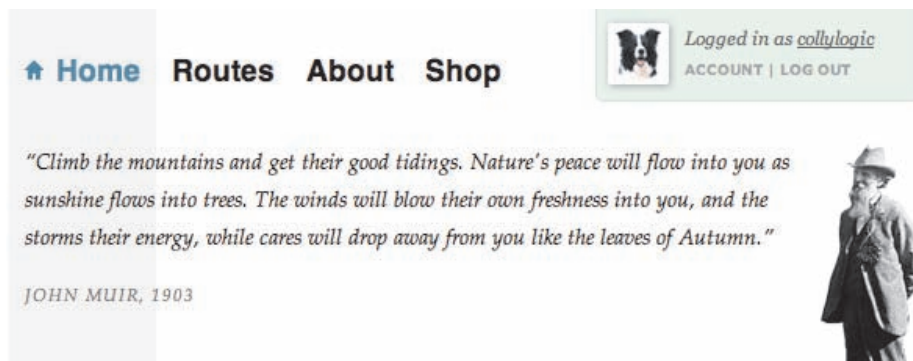 Home Routes About Shop
Logged in as collylogic
ACCOUNT | LOG OUT
“Climb the mountains and get their good tidings. Nature’s peace will flow into you as
sunshine flows into trees. The winds will blow their own freshness into you, and the
storms their energy, while cares will drop away from you like the leaves of Autumn.”
JOHN MUIR, 1903